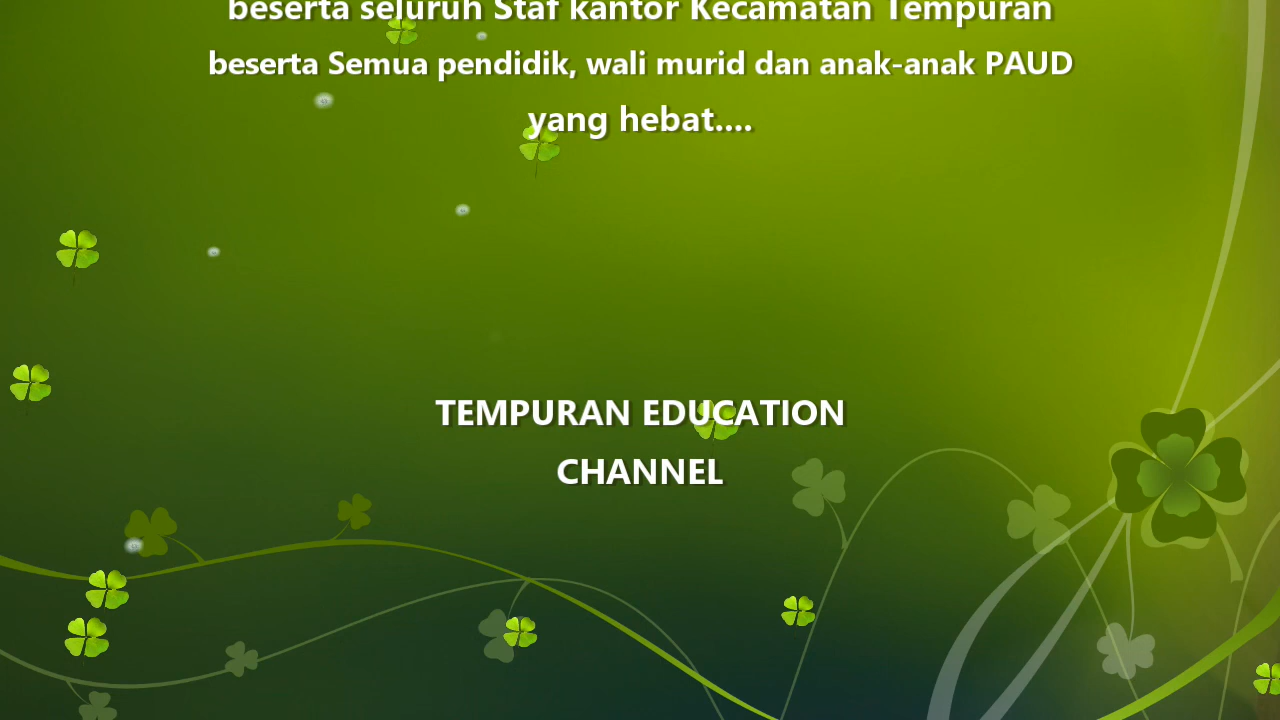 beserta seluruh Staf kantor Kecamatan Tempuran
beserta Semua pendidik, wali murid dan anak-anak PAUD
yang hebat....
TEMPURAN EDUCATION
CHANNEL